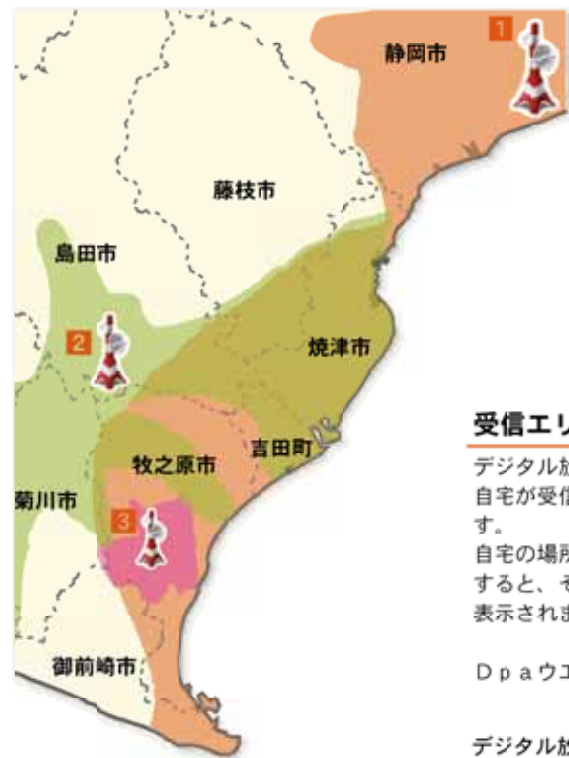 1
静岡市
藤枝市
島田市
2
焼津市
吉田町
牧之原市
菊川市
3
御前崎市
受信エリ
デジタル放
自宅が受信
す。
自宅の場所
すると、そ
表示されま
Ｄｐａウエ
デジタル放